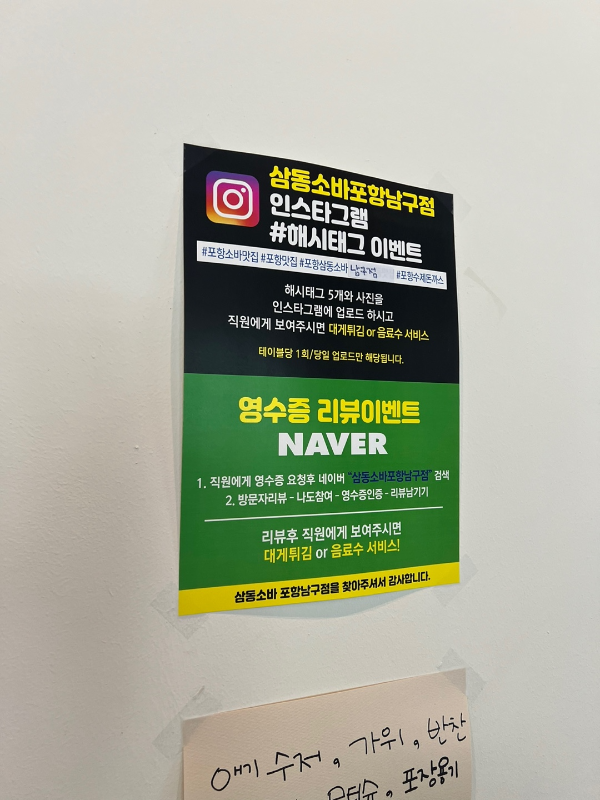 삼동소바포항남구점
인스타그램
#해시태그 이벤트
#포항소바맛집 #포항맛집 #포항삼동소바 남구점 #포항수제돈까스
해시태그 5개와 사진을
인스타그램에 업로드 하시고
직원에게 보여주시면 대게튀김 or 음료수 서비스
테이블당 1회/당일 업로드만 해당됩니다.
영수증 리뷰이벤트
NAVER
1. 직원에게 영수증 요청후 네이버 "삼동소바포항남구점" 검색
2. 방문자리뷰 - 나도참여 - 영수증인증 - 리뷰남기기
리뷰후 직원에게 보여주시면
대게튀김 or 음료수 서비스!
삼동소바 포항남구점을 찾아주셔서 감사합니다.
애기 수저, 가위, 반찬
물티슈, 포장용기